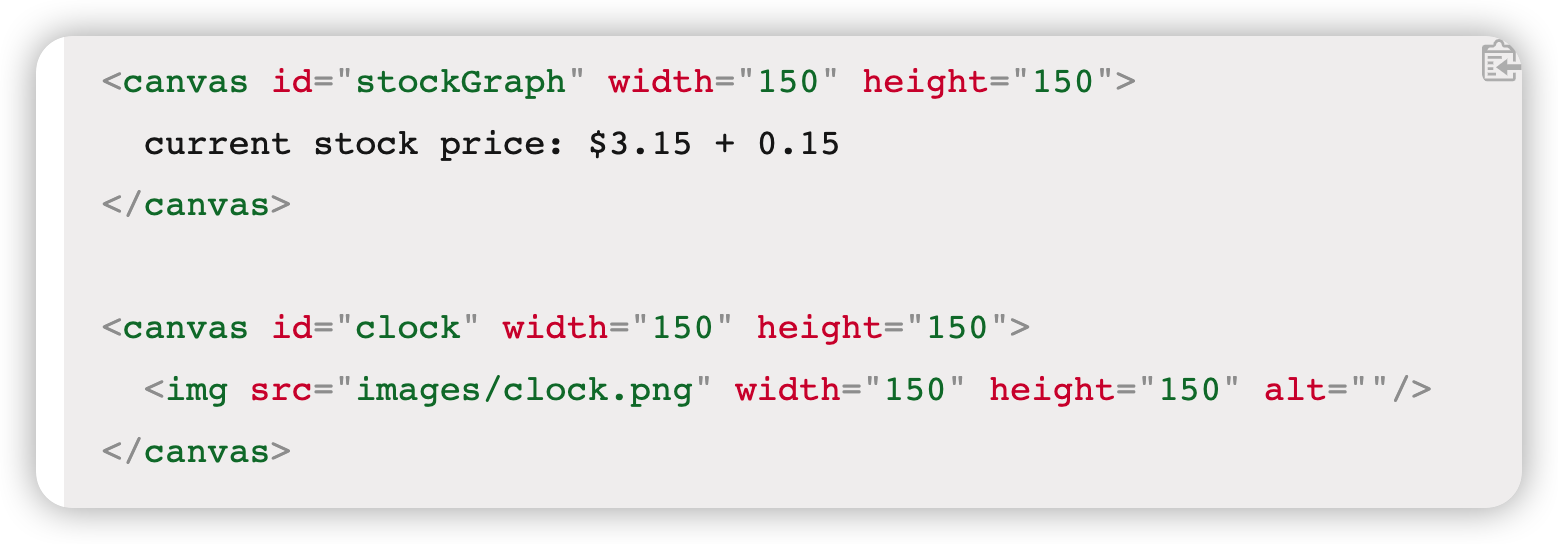 <canvas id="stockGraph" width="150" height="150">
  current stock price: $3.15 + 0.15
</canvas>

<canvas id="clock" width="150" height="150">
  <img src="images/clock.png" width="150" height="150" alt=""/>
</canvas>